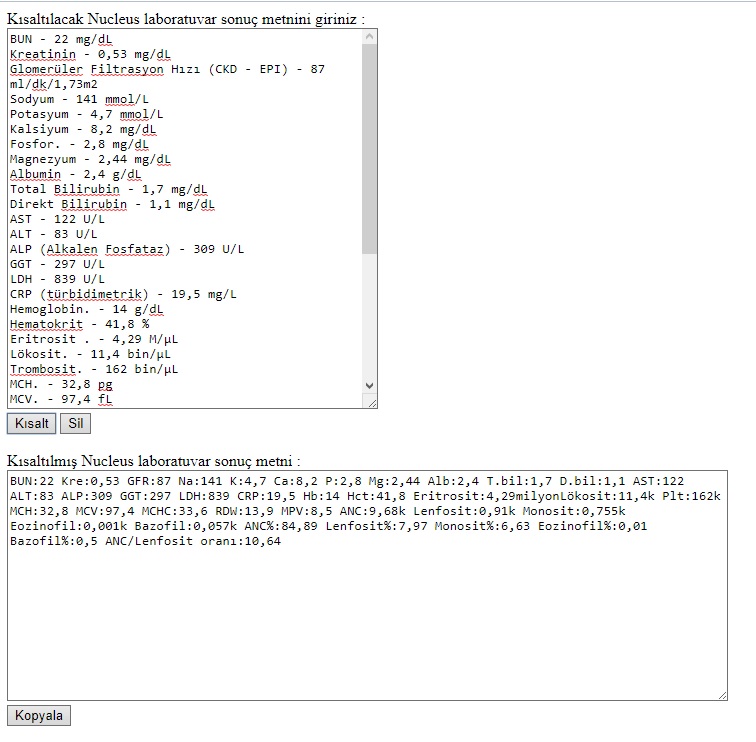 Kısaltılacak Nucleus laboratuvar sonuç metnini giriniz :
BUN - 22 mg/dL
Kreatinin - 0,53 mg/dL
Glomerüler Filtrasyon Hızı (CKD - EPI) - 87
ml/dk/1,73m2
Sodyum - 141 mmol/L
Potasyum - 4,7 mmol/L
Kalsiyum - 8,2 mg/dL
Fosfor. - 2,8 mg/dL
Magnezyum - 2,44 mg/dL
Albumin - 2,4 g/dL
Total Bilirubin - 1,7 mg/dL
Direkt Bilirubin - 1,1 mg/dL
AST - 122 U/L
ALT - 83 U/L
ALP (Alkalen Fosfataz) - 309 U/L
GGT - 297 U/L
LDH - 839 U/L
CRP (türbidimetrik) - 19,5 mg/L
Hemoglobin. - 14 g/dL
Hematokrit - 41,8 %
Eritrosit . - 4,29 M/µL
Lökosit. - 11,4 bin/µL
Trombosit. - 162 bin/µL
MCH. - 32,8 pg
MCV. - 97,4 fL
Kısalt Sil
Kısaltılmış Nucleus laboratuvar sonuç metni :
BUN:22 Kre:0,53 GFR:87 Na:141 K:4,7 Ca:8,2 P:2,8 Mg:2,44 Alb:2,4 T.bil:1,7 D.bil:1,1 AST:122
ALT:83 ALP:309 GGT:297 LDH:839 CRP:19,5 Hb:14 Hct:41,8 Eritrosit:4,29milyonLökosit:11,4k Plt:162k
MCH:32,8 MCV:97,4 MCHC:33,6 RDW:13,9 MPV:8,5 ANC:9,68k Lenfosit:0,91k Monosit:0,755k
Eozinofil:0,001k Bazofil:0,057k ANC%:84,89 Lenfosit%:7,97 Monosit%:6,63 Eozinofil%:0,01
Bazofil%:0,5 ANC/Lenfosit oranı:10,64
Kopyala